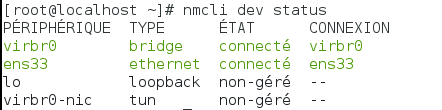 [root@localhost ~]# nmcli dev status
PÉRIPHÉRIQUE  TYPE      ÉTAT      CONNEXION
virbr0        bridge    connecté  virbr0
ens33         ethernet  connecté  ens33
lo            loopback  non-géré  --
virbr0-nic    tun       non-géré  --